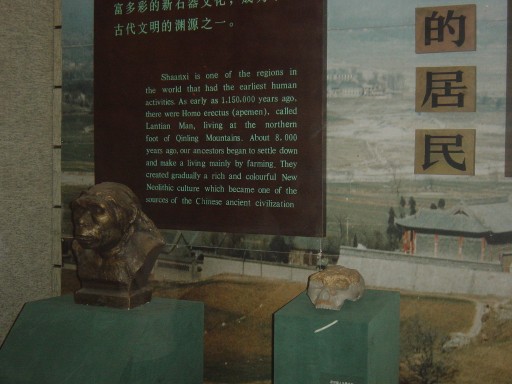 富多彩的新石器文化，成为中
古代文明的渊源之一。
Shaanxi is one of the regions in
the world that had the earliest human
activities. As early as 1,150,000 years ago,
there were Homo erectus (apemen), called
Lantian Man, living at the northern
foot of Qinling Mountains. About 8,000
years ago, our ancestors began to settle down
and make a living mainly by farming. They
created gradually a rich and colourful New
Neolithic culture which became one of the
sources of the Chinese ancient civilization
的
居
民